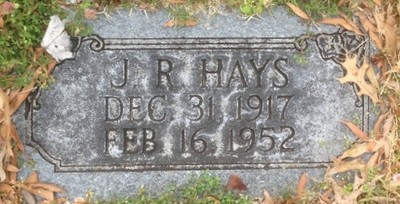 J R HAYS
DEC 31 1917
FEB 16 1952